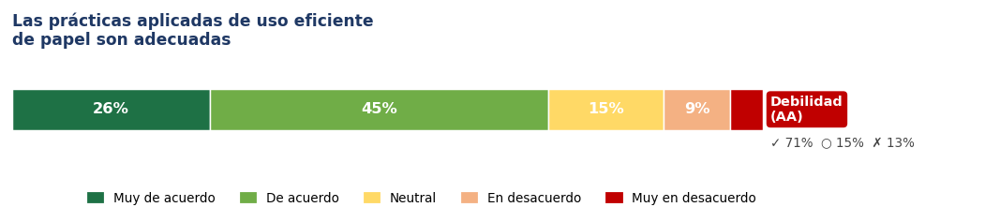 Las prácticas aplicadas de uso eficiente
de papel son adecuadas
26%
45%
15%
9%
Debilidad
(AA)
✓ 71% ○ 15% ✗ 13%
Muy de acuerdo
De acuerdo
Neutral
En desacuerdo
Muy en desacuerdo